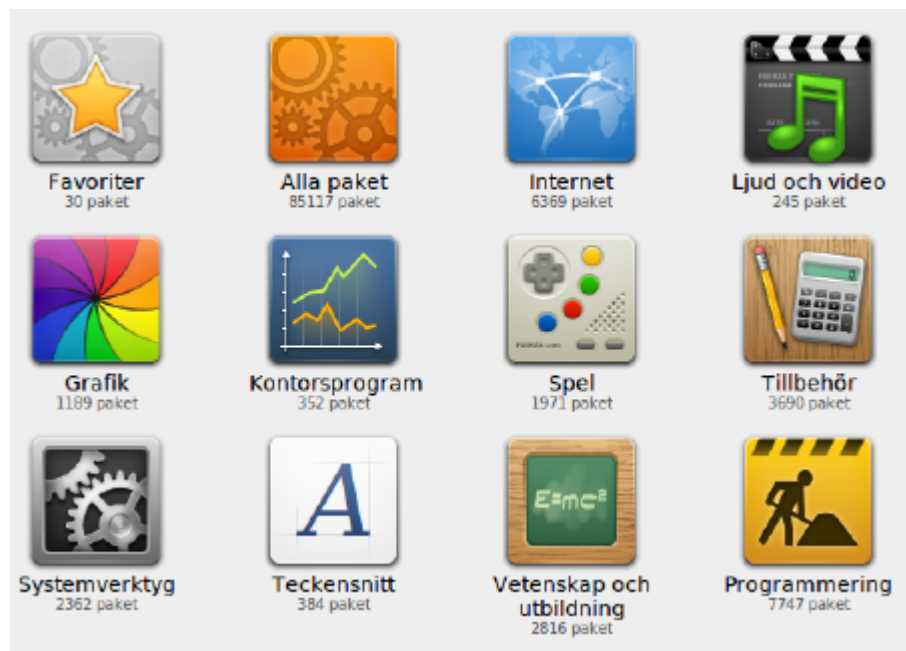 Favoriter
30 paket
Alla paket
85117 paket
Internet
6369 paket
Ljud och video
245 paket
Grafik
1189 paket
Kontorsprogram
352 paket
Spel
1971 paket
Tillbehör
3690 paket
Systemverktyg
2362 paket
Teckensnitt
384 paket
E=mc²
Vetenskap och
utbildning
2816 paket
Programmering
7747 paket